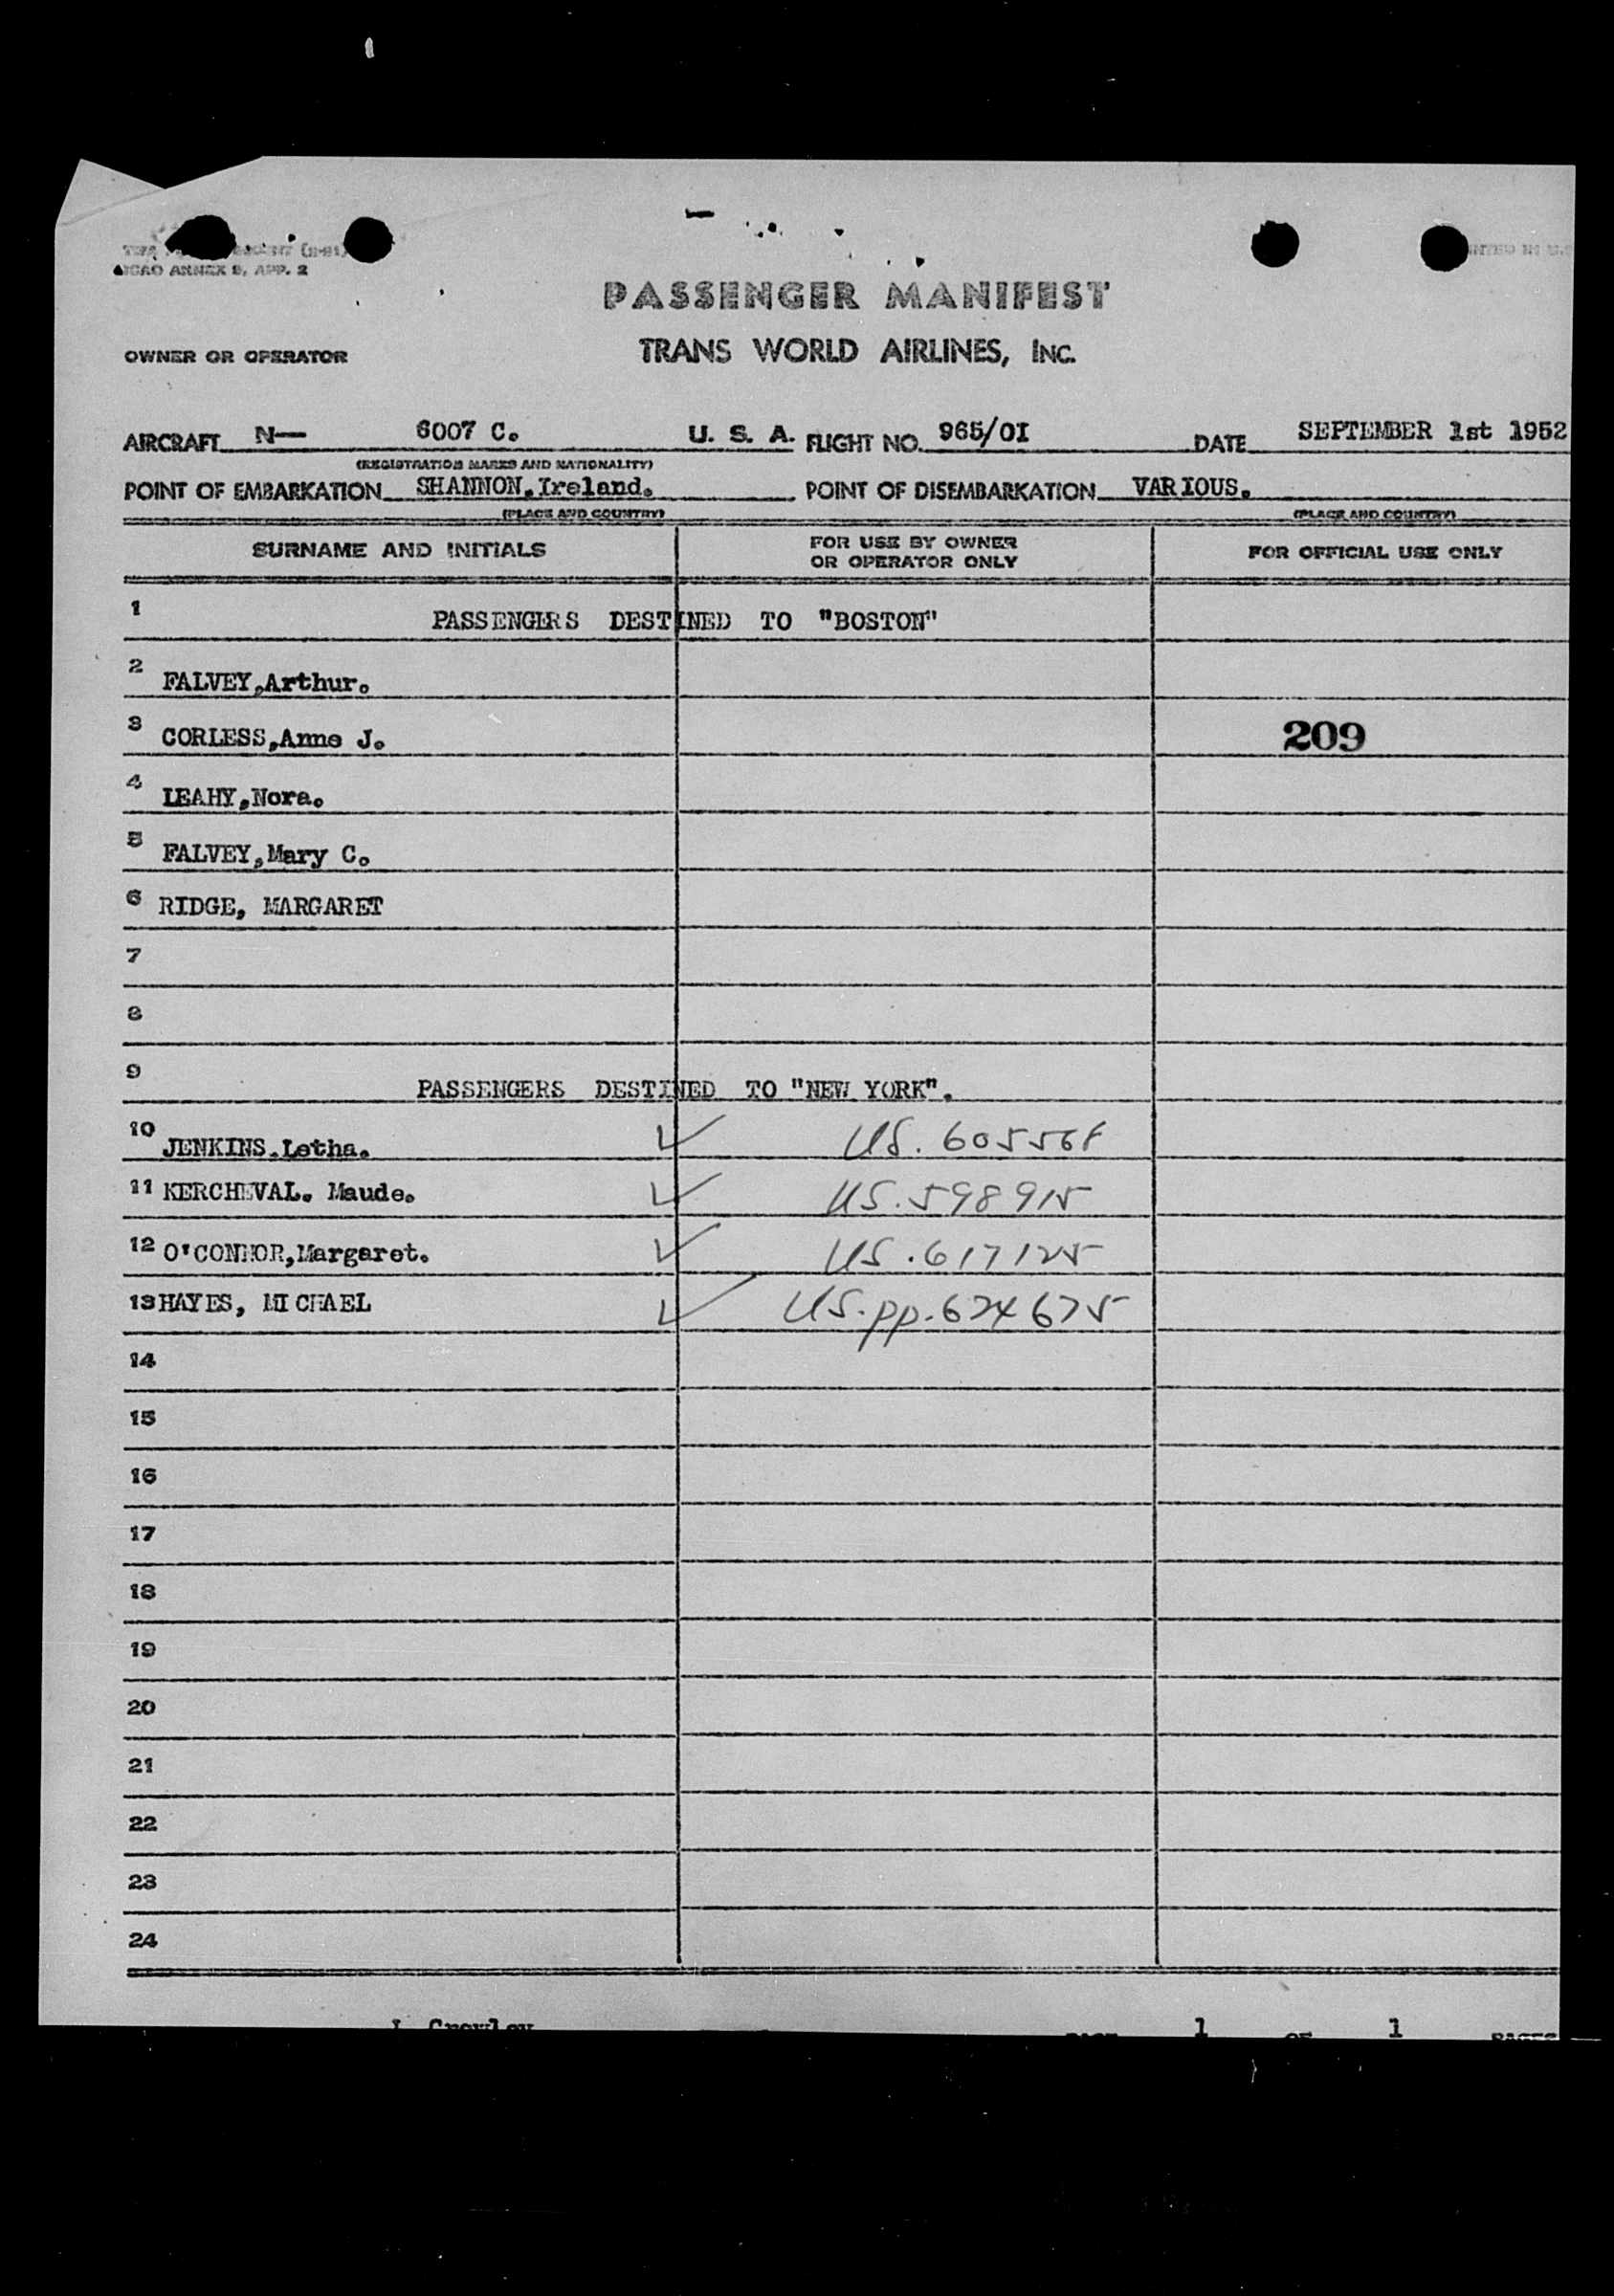 ICAO ANNEX 9, APP. 2
PASSENGER MANIFEST
OWNER OR OPERATOR TRANS WORLD AIRLINES, INC.
AIRCRAFT N— 6007 C. U. S. A. FLIGHT NO. 965/OI DATE SEPTEMBER 1st 1952
(REGISTRATION MARKS AND NATIONALITY)
POINT OF EMBARKATION SHANNON.Ireland. POINT OF DISEMBARKATION VARIOUS.
(PLACE AND COUNTRY) (PLACE AND COUNTRY)
SURNAME AND INITIALS FOR USE BY OWNER OR OPERATOR ONLY FOR OFFICIAL USE ONLY
1 PASSENGERS DESTINED TO "BOSTON"
2 FALVEY,Arthur.
3 CORLESS,Anne J. 209
4 LEAHY,Nora.
5 FALVEY,Mary C.
6 RIDGE, MARGARET
7
8
9 PASSENGERS DESTINED TO "NEW YORK".
10 JENKINS.Letha. ✓ US.
11 KERCHEVAL. Maude. ✓ US.598915
12 O'CONNOR,Margaret. ✓ US.617125
13 HAYES, MICHAEL ✓ US.pp.624675
14
15
16
17
18
19
20
21
22
23
24
Crowley PAGE 1 OF 1 PAGES